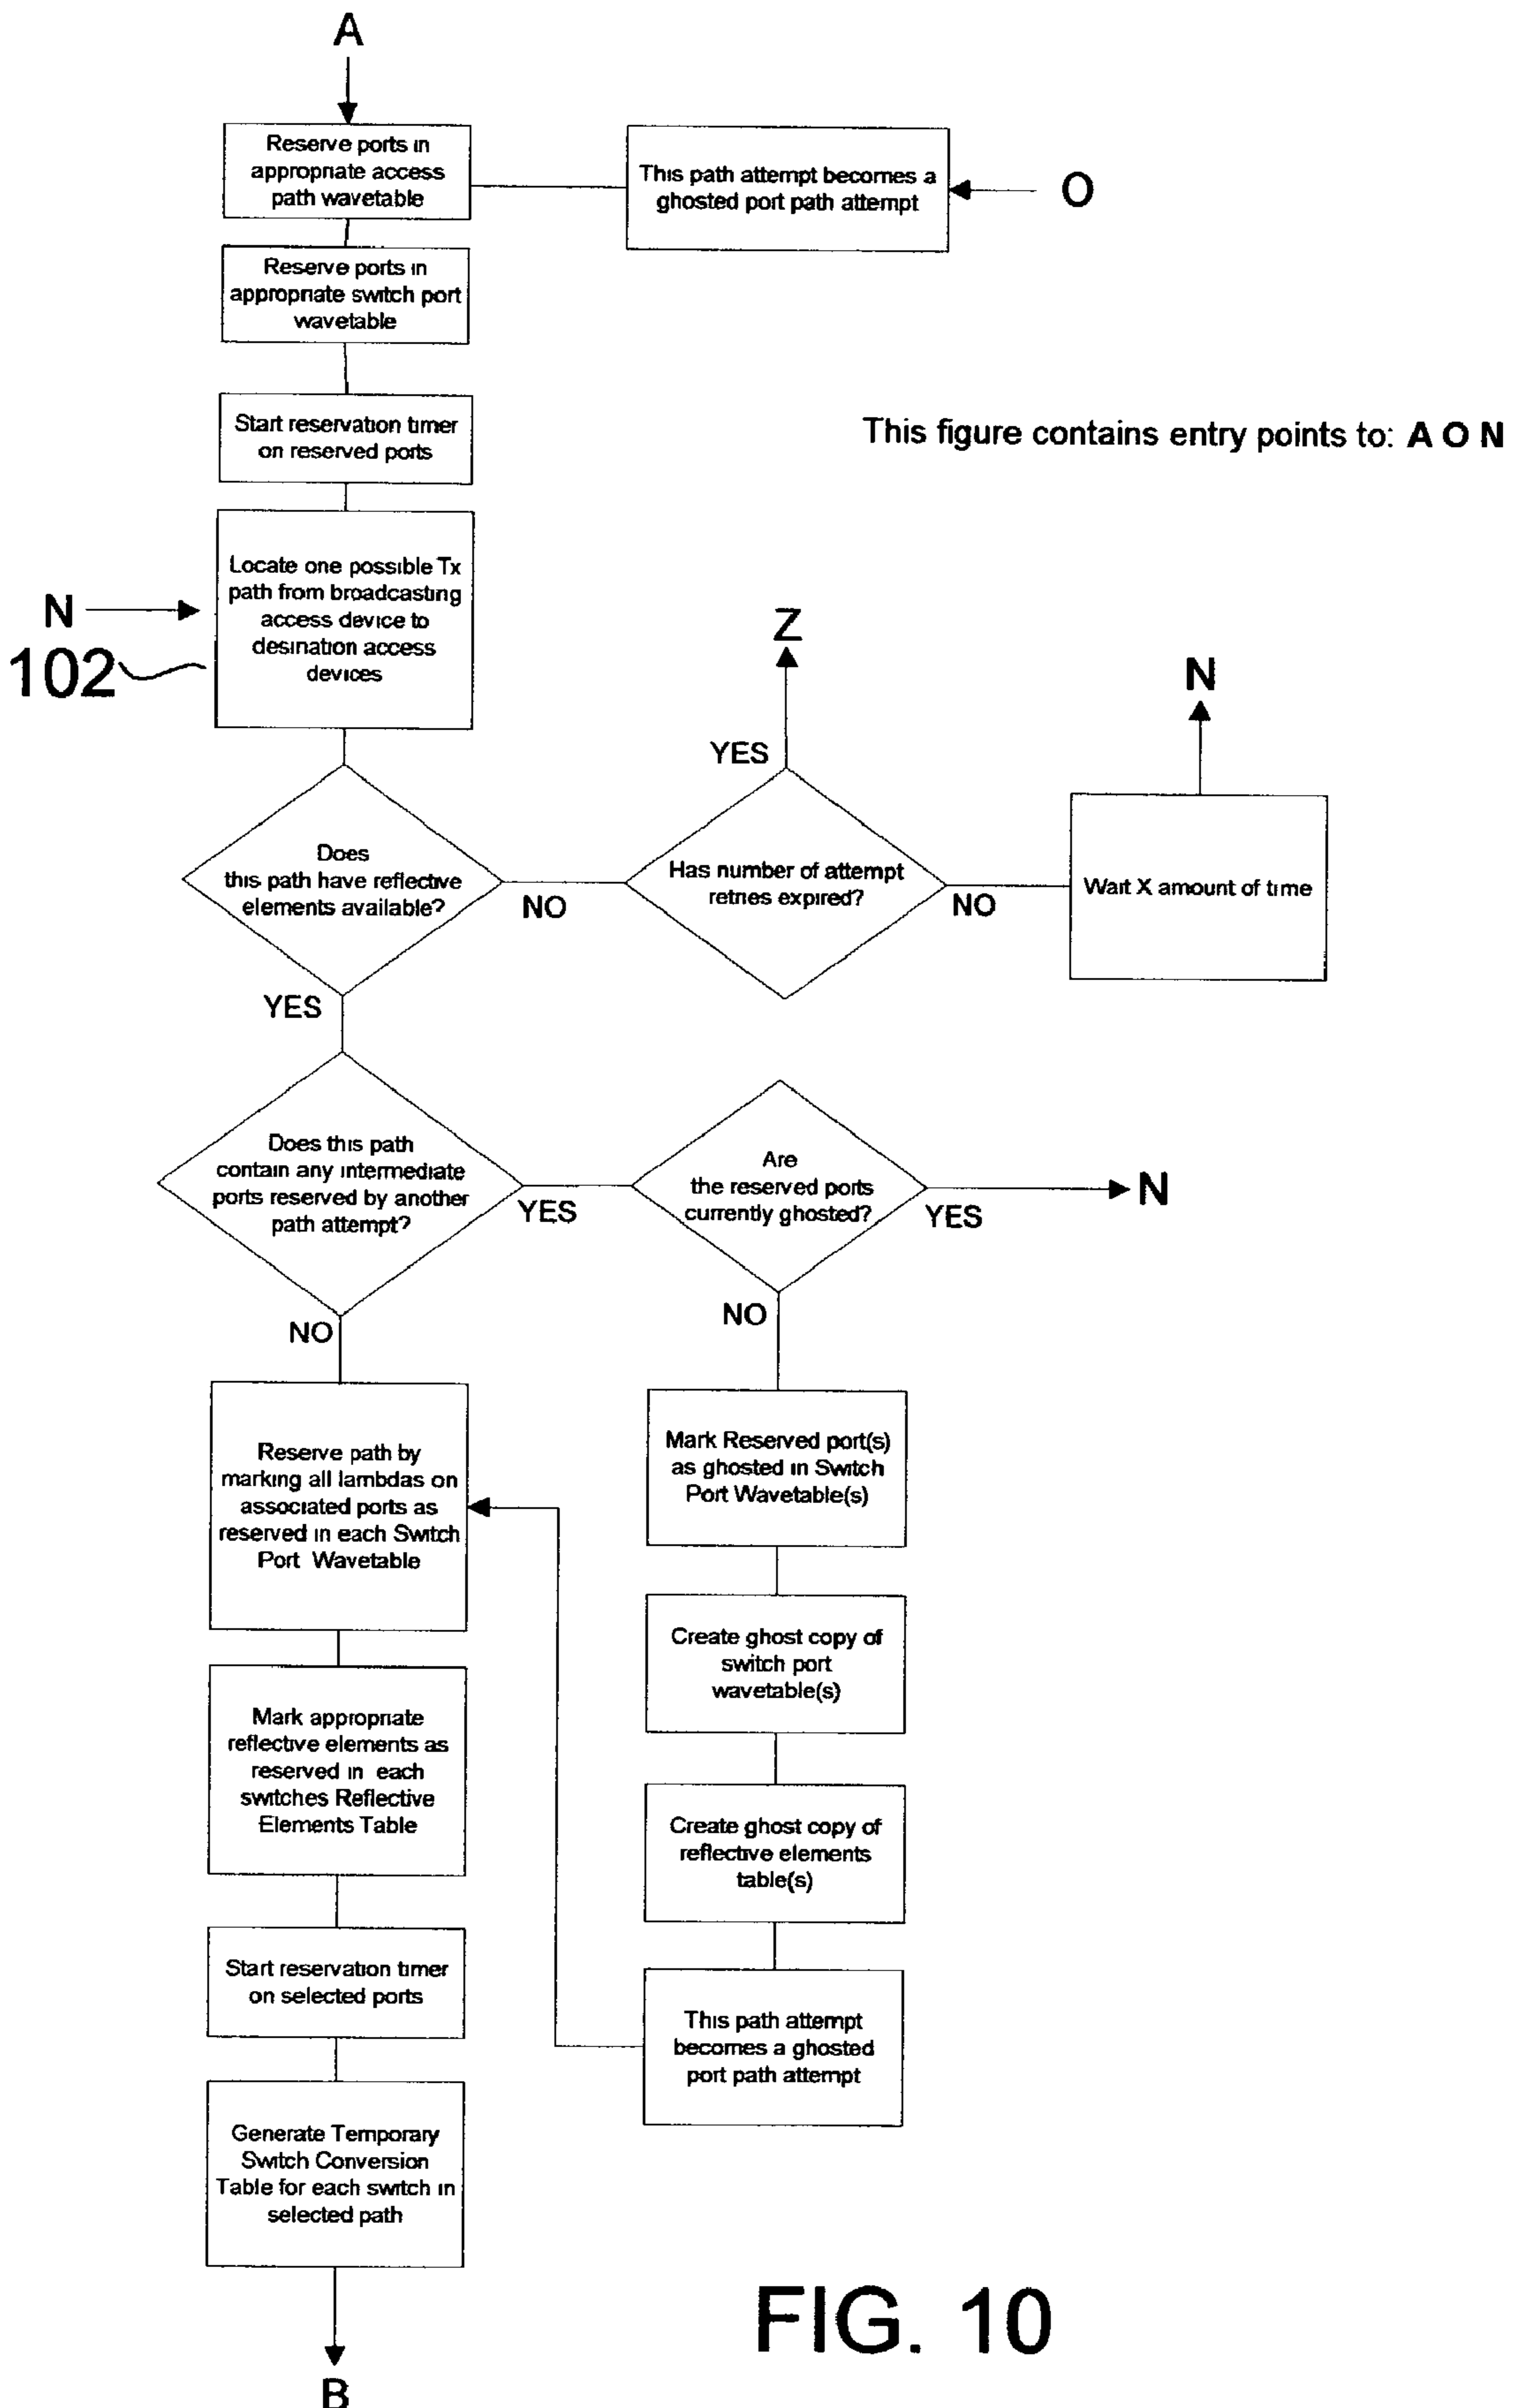 A
Reserve ports in
appropriate access
path wavetable
This path attempt becomes a
ghosted port path attempt
O
Reserve ports in
appropriate switch port
wavetable
Start reservation timer
on reserved ports
This figure contains entry points to: A O N
Locate one possible Tx
path from broadcasting
access device to
desination access
devices
N
102
Z
N
YES
Does
this path have reflective
elements available?
NO
Has number of attempt
retries expired?
NO
Wait X amount of time
YES
Does this path
contain any intermediate
ports reserved by another
path attempt?
YES
Are
the reserved ports
currently ghosted?
YES
N
NO
NO
Reserve path by
marking all lambdas on
associated ports as
reserved in each Switch
Port Wavetable
Mark Reserved port(s)
as ghosted in Switch
Port Wavetable(s)
Create ghost copy of
switch port
wavetable(s)
Mark appropriate
reflective elements as
reserved in each
switches Reflective
Elements Table
Create ghost copy of
reflective elements
table(s)
Start reservation timer
on selected ports
This path attempt
becomes a ghosted
port path attempt
Generate Temporary
Switch Conversion
Table for each switch in
selected path
B
FIG. 10